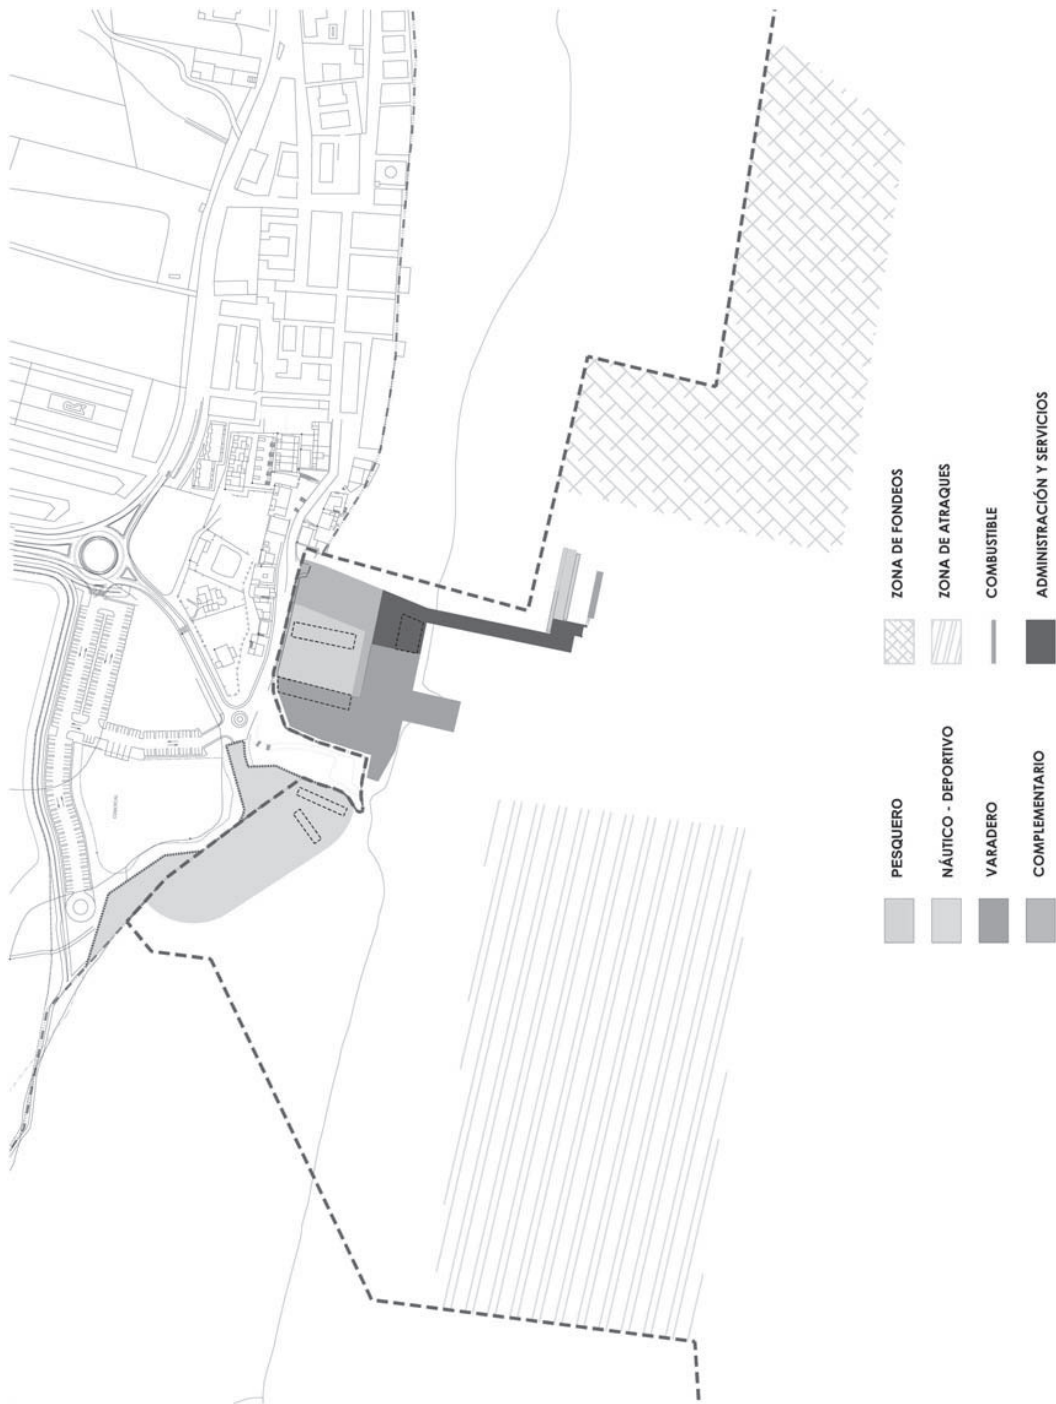 PESQUERO
NÁUTICO - DEPORTIVO
VARADERO
COMPLEMENTARIO
ZONA DE FONDEOS
ZONA DE ATRAQUES
COMBUSTIBLE
ADMINISTRACIÓN Y SERVICIOS